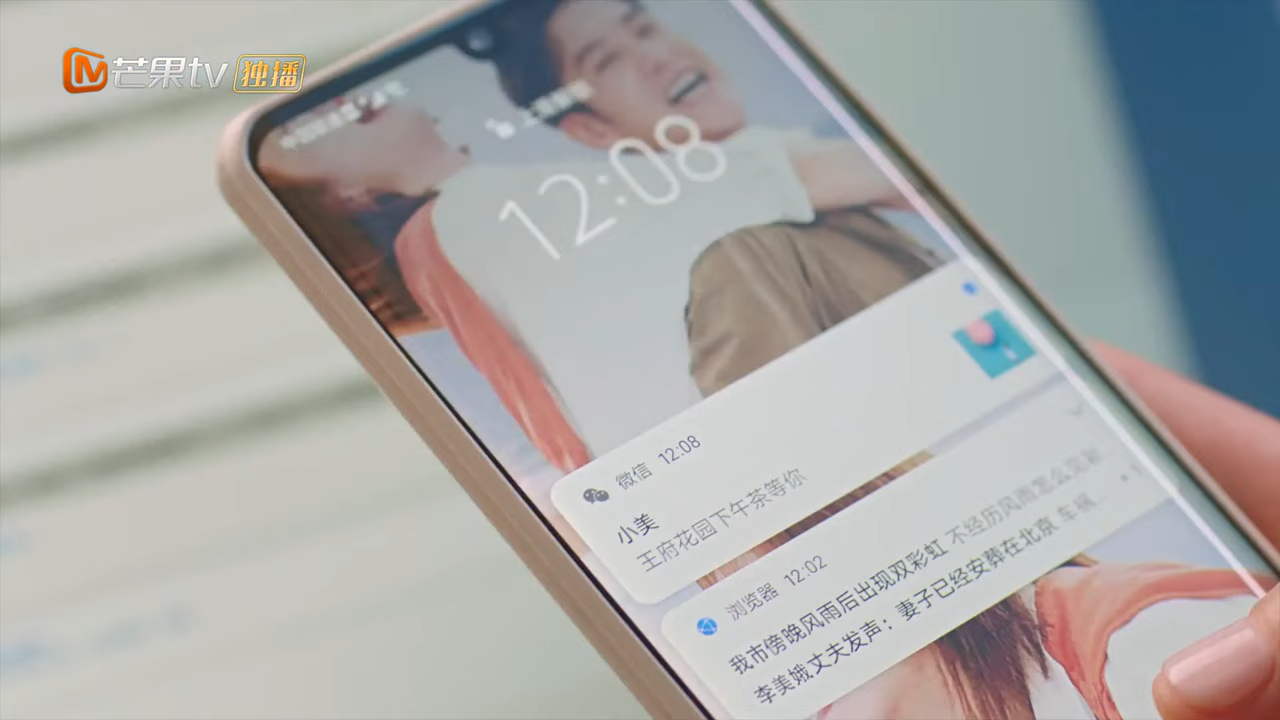 芒果tv 独播
12:08
微信 12:08
小美
王府花园下午茶等你
浏览器 12:02
我市傍晚风雨后出现双彩虹 不经历风雨怎么见彩
李美娥丈夫发声：妻子已经安葬在北京 车祸...